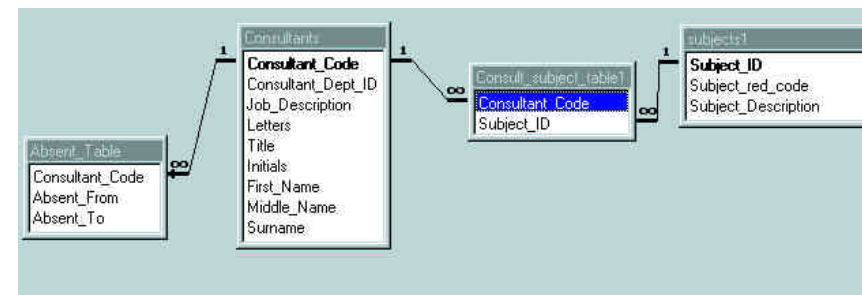 Absent_Table
Consultant_Code
Absent_From
Absent_To
∞
1
Consultants
Consultant_Code
Consultant_Dept_ID
Job_Description
Letters
Title
Initials
First_Name
Middle_Name
Surname
1
∞
Consult_subject_table1
Consultant_Code
Subject_ID
∞
1
subjects1
Subject_ID
Subject_red_code
Subject_Description